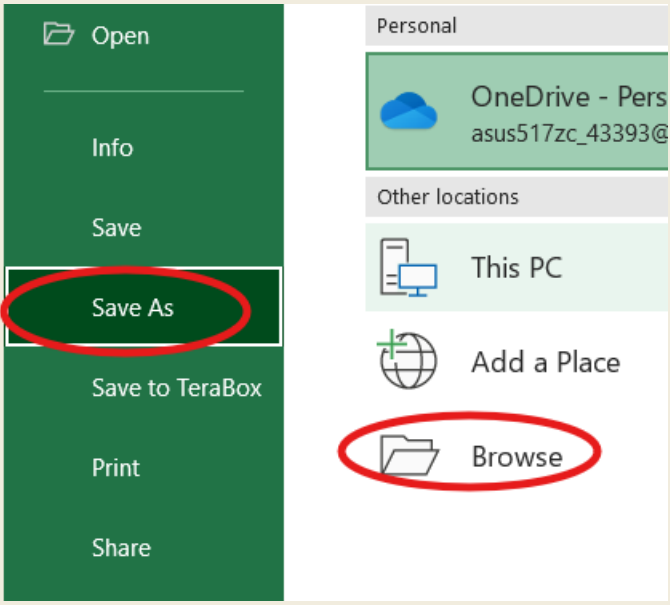 Open
Info
Save
Save As
Save to TeraBox
Print
Share
Personal
OneDrive - Pers
asus517zc_43393@
Other locations
This PC
Add a Place
Browse